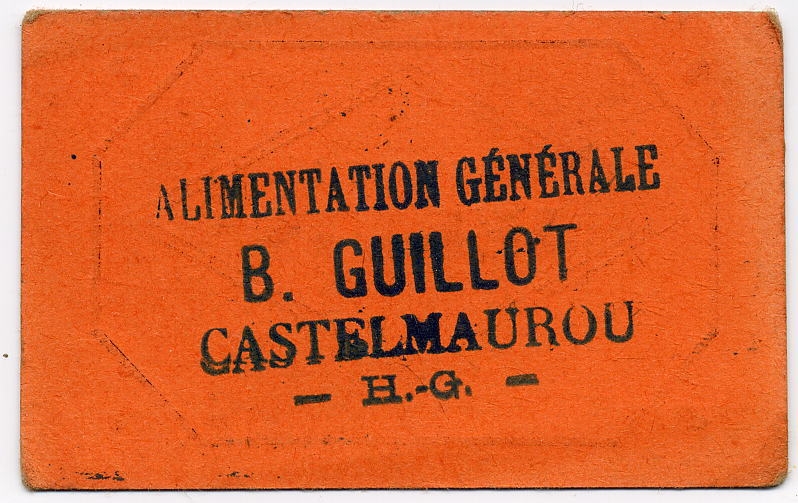 ALIMENTATION GÉNÉRALE
B. GUILLOT
CASTELMAUROU
— H.-G. —